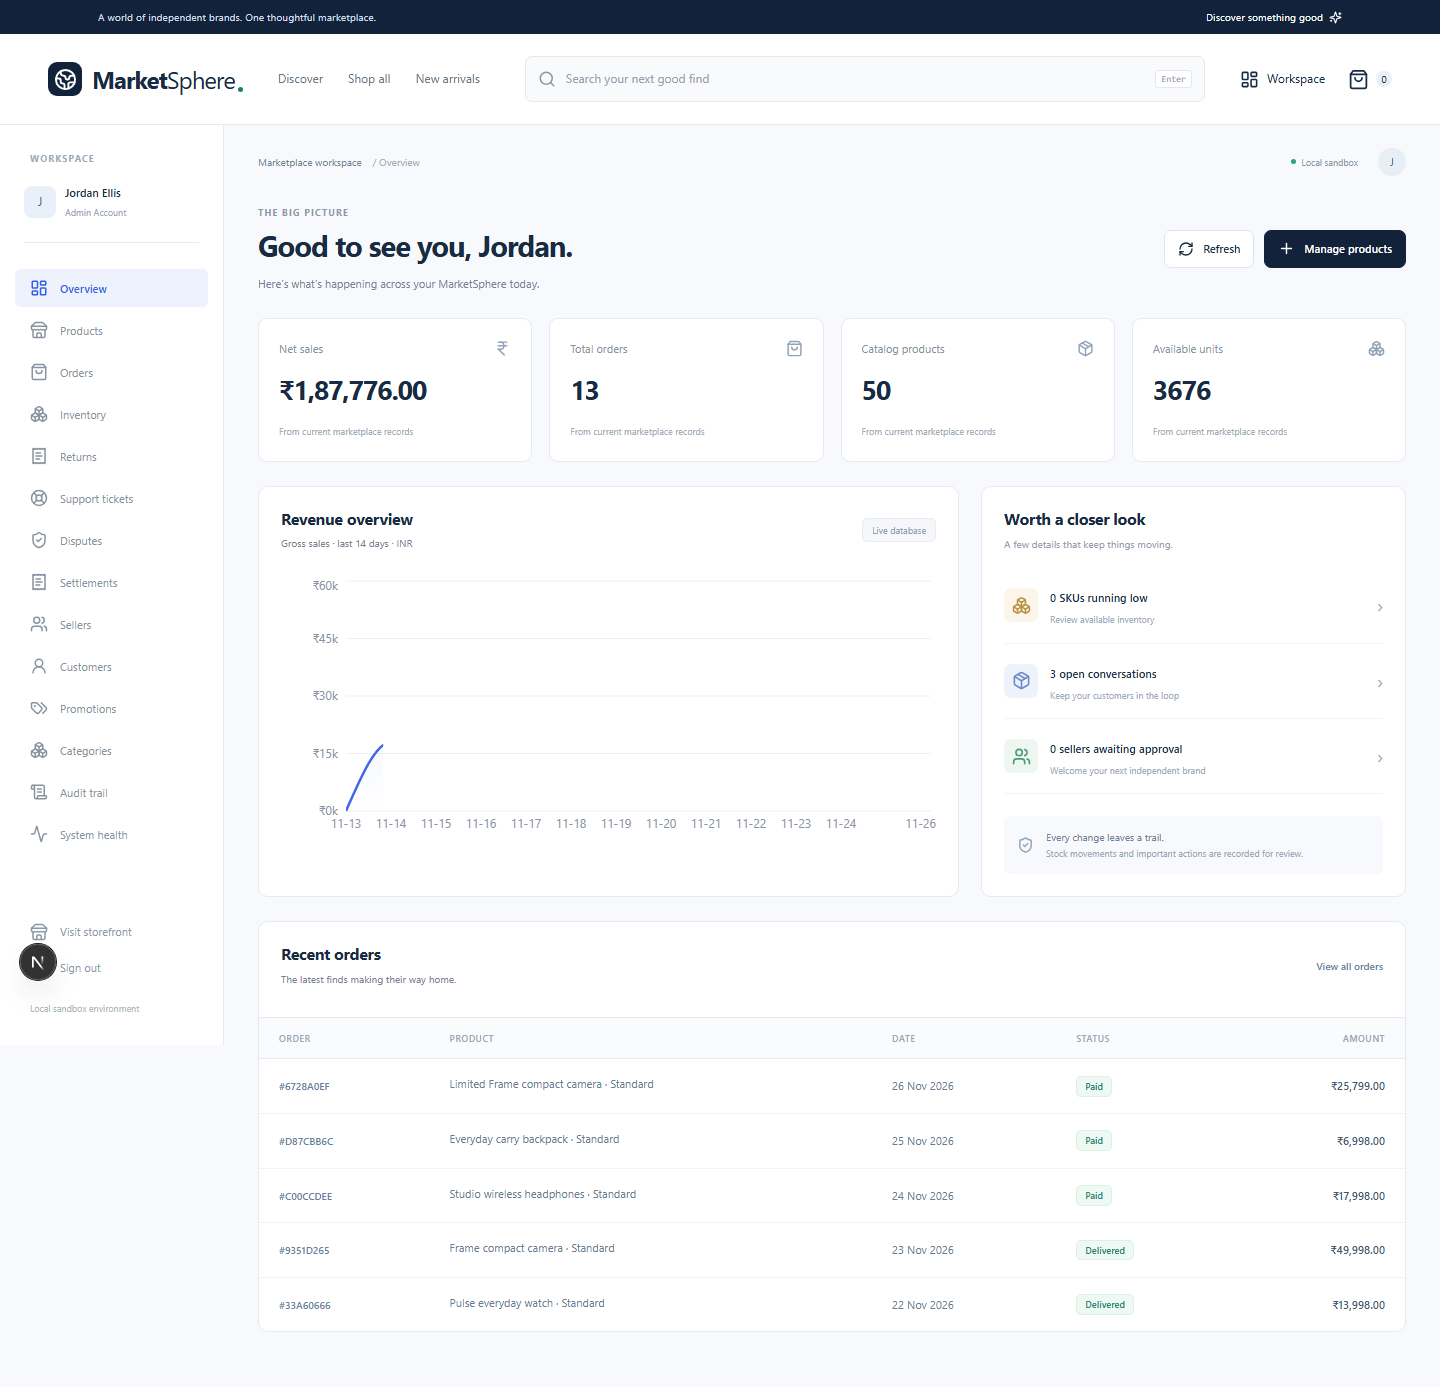 A world of independent brands. One thoughtful marketplace.
Discover something good
MarketSphere.
Discover
Shop all
New arrivals
Search your next good find
Enter
Workspace
0
WORKSPACE
J
Jordan Ellis
Admin Account
Overview
Products
Orders
Inventory
Returns
Support tickets
Disputes
Settlements
Sellers
Customers
Promotions
Categories
Audit trail
System health
Visit storefront
N
Sign out
Local sandbox environment
Marketplace workspace / Overview
Local sandbox
J
THE BIG PICTURE
Good to see you, Jordan.
Here's what's happening across your MarketSphere today.
Refresh
Manage products
Net sales
₹1,87,776.00
From current marketplace records
Total orders
13
From current marketplace records
Catalog products
50
From current marketplace records
Available units
3676
From current marketplace records
Revenue overview
Gross sales · last 14 days · INR
Live database
₹60k
₹45k
₹30k
₹15k
₹0k
11-13 11-14 11-15 11-16 11-17 11-18 11-19 11-20 11-21 11-22 11-23 11-24 11-26
Worth a closer look
A few details that keep things moving.
0 SKUs running low
Review available inventory
3 open conversations
Keep your customers in the loop
0 sellers awaiting approval
Welcome your next independent brand
Every change leaves a trail.
Stock movements and important actions are recorded for review.
Recent orders
The latest finds making their way home.
View all orders
ORDER PRODUCT DATE STATUS AMOUNT
#6728A0EF Limited Frame compact camera · Standard 26 Nov 2026 Paid ₹25,799.00
#D87CBB6C Everyday carry backpack · Standard 25 Nov 2026 Paid ₹6,998.00
#C00CCDEE Studio wireless headphones · Standard 24 Nov 2026 Paid ₹17,998.00
#9351D265 Frame compact camera · Standard 23 Nov 2026 Delivered ₹49,998.00
#33A60666 Pulse everyday watch · Standard 22 Nov 2026 Delivered ₹13,998.00